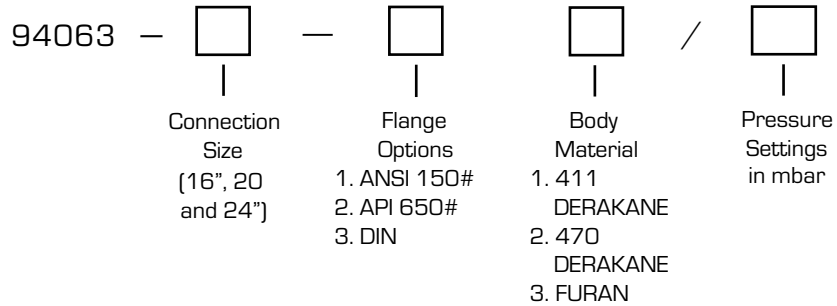 94063 – – /
Connection
Size
(16”, 20
and 24”)
Flange
Options
1. ANSI 150#
2. API 650#
3. DIN
Body
Material
1. 411
DERAKANE
2. 470
DERAKANE
3. FURAN
Pressure
Settings
in mbar